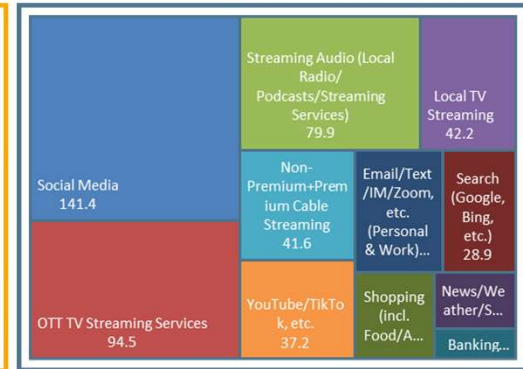 Social Media
141.4
OTT TV Streaming Services
94.5
Streaming Audio (Local
Radio/
Podcasts/Streaming
Services)
79.9
Local TV
Streaming
42.2
Non-
Premium+Prem
ium Cable
Streaming
41.6
Email/Text
/IM/Zoom,
etc.
(Personal
& Work)...
Search
(Google,
Bing,
etc.)
28.9
YouTube/TikTo
k, etc.
37.2
Shopping
(incl.
Food/A...
News/We
ather/S...
Banking...